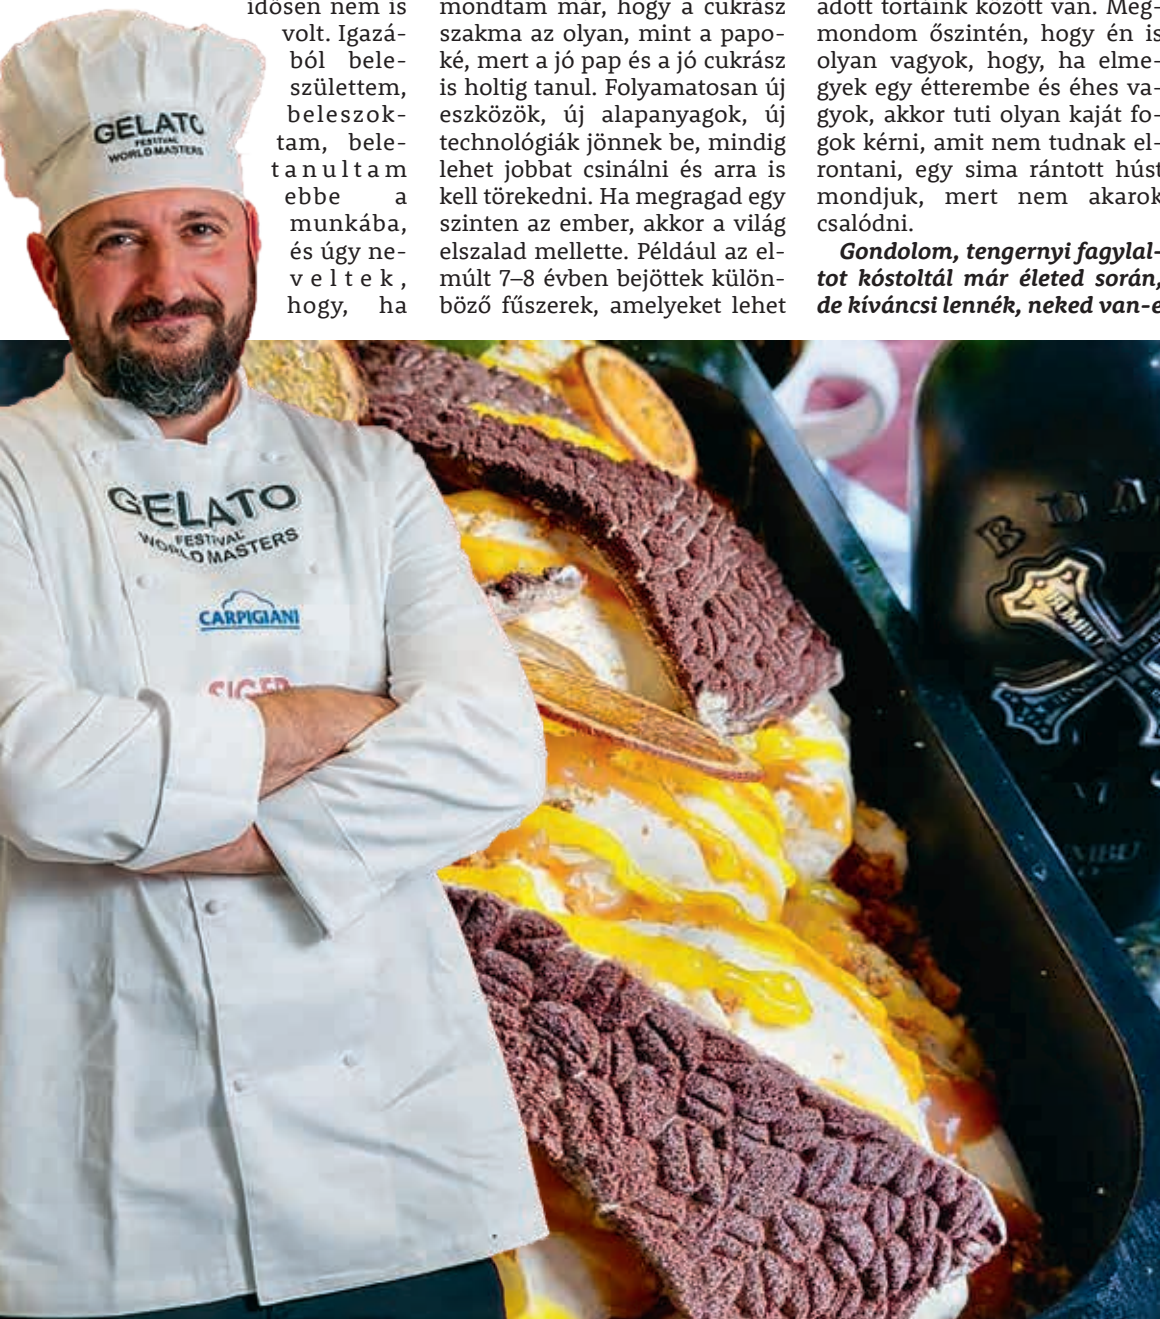 idősen nem is
volt. Igazá-
ból bele-
születtem,
beleszok-
tam, bele-
tanultam
ebbe a
munkába,
és úgy ne-
veltek,
hogy, ha
mondtam már, hogy a cukrász
szakma az olyan, mint a papo-
ké, mert a jó pap és a jó cukrász
is holtig tanul. Folyamatosan új
eszközök, új alapanyagok, új
technológiák jönnek be, mindig
lehet jobbat csinálni és arra is
kell törekedni. Ha megragad egy
szinten az ember, akkor a világ
elszalad mellette. Például az el-
múlt 7–8 évben bejöttek külön-
böző fűszerek, amelyeket lehet
adott tortáink között van. Meg-
mondom őszintén, hogy én is
olyan vagyok, hogy, ha elme-
gyek egy étterembe és éhes va-
gyok, akkor tuti olyan kaját fo-
gok kérni, amit nem tudnak el-
rontani, egy sima rántott húst
mondjuk, mert nem akarok
csalódni.
Gondolom, tengernyi fagylal-
tot kóstoltál már életed során,
de kíváncsi lennék, neked van-e
GELATO
FESTIVAL
WORLD MASTERS
GELATO
FESTIVAL
WORLD MASTERS
CARPIGIANI